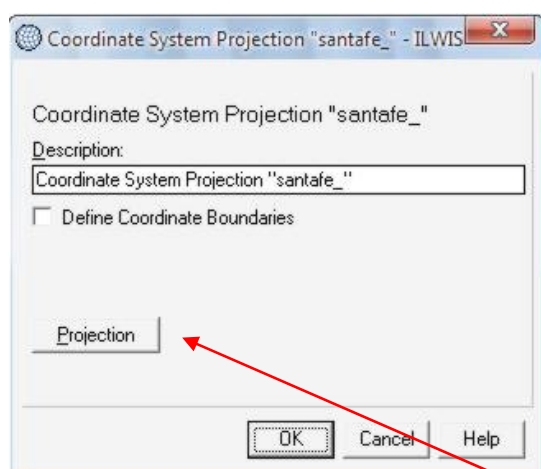 Coordinate System Projection "santafe_" - ILWIS
Coordinate System Projection "santafe_"
Description:
Coordinate System Projection "santafe_"
Define Coordinate Boundaries
Projection
OK Cancel Help